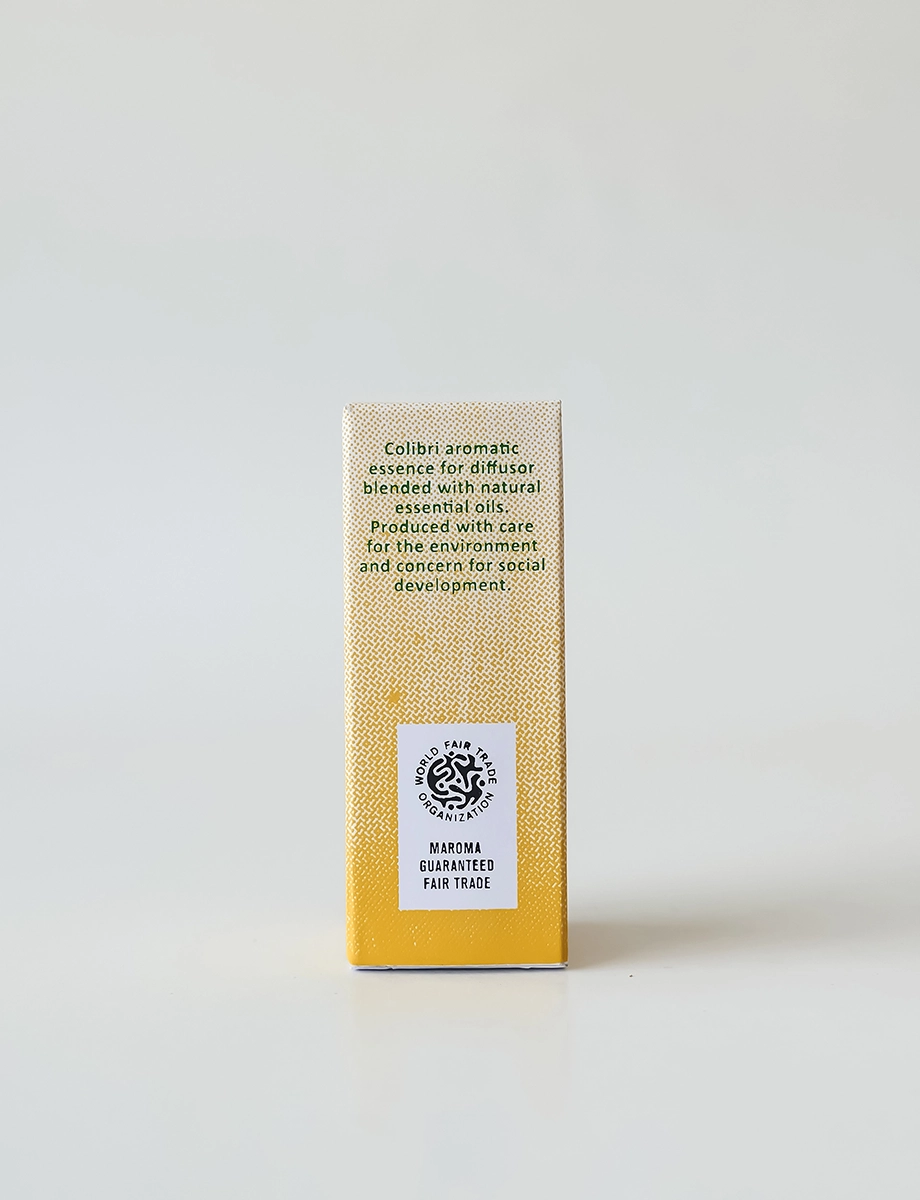 Colibri aromatic
essence for diffusor
blended with natural
essential oils.
Produced with care
for the environment
and concern for social
development.
WORLD FAIR TRADE
ORGANIZATION
MAROMA
GUARANTEED
FAIR TRADE